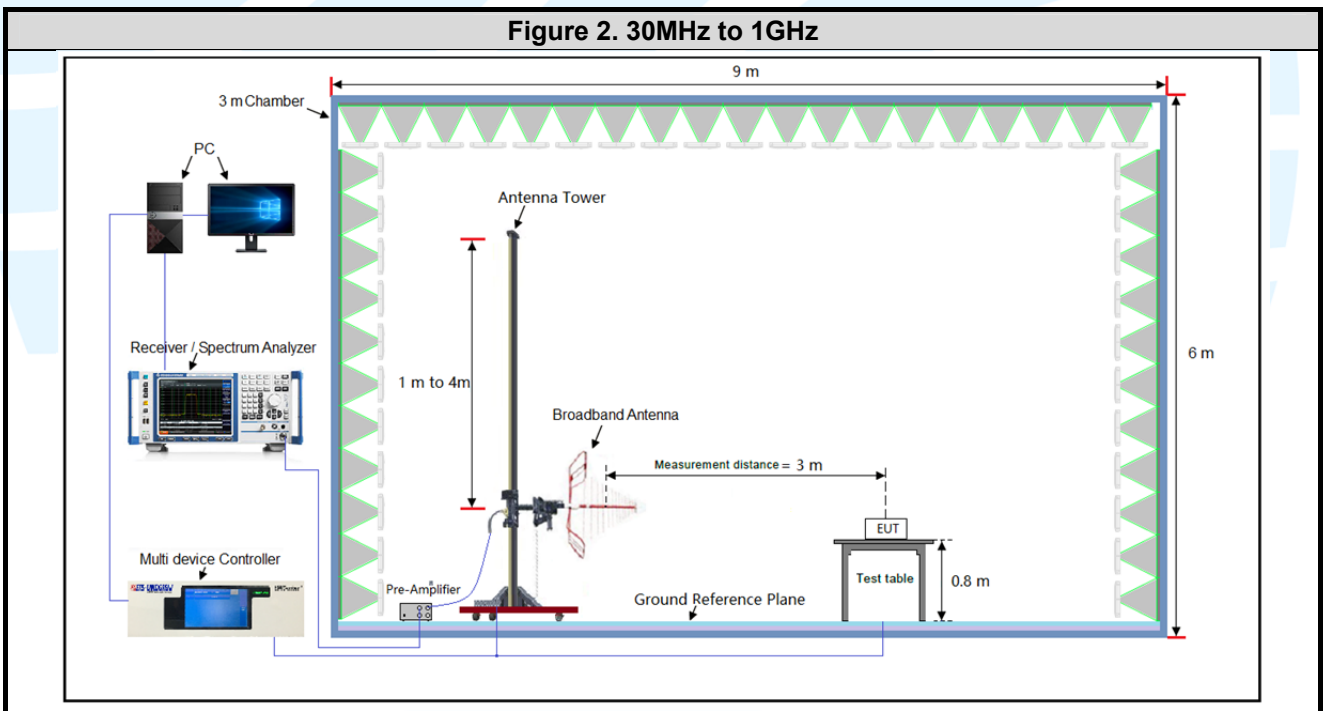 Figure 2. 30MHz to 1GHz
9 m
3 m Chamber
PC
Antenna Tower
Receiver / Spectrum Analyzer
1 m to 4m
6 m
Broadband Antenna
Measurement distance = 3 m
EUT
Multi device Controller
Test table
0.8 m
Pre-Amplifier
Ground Reference Plane